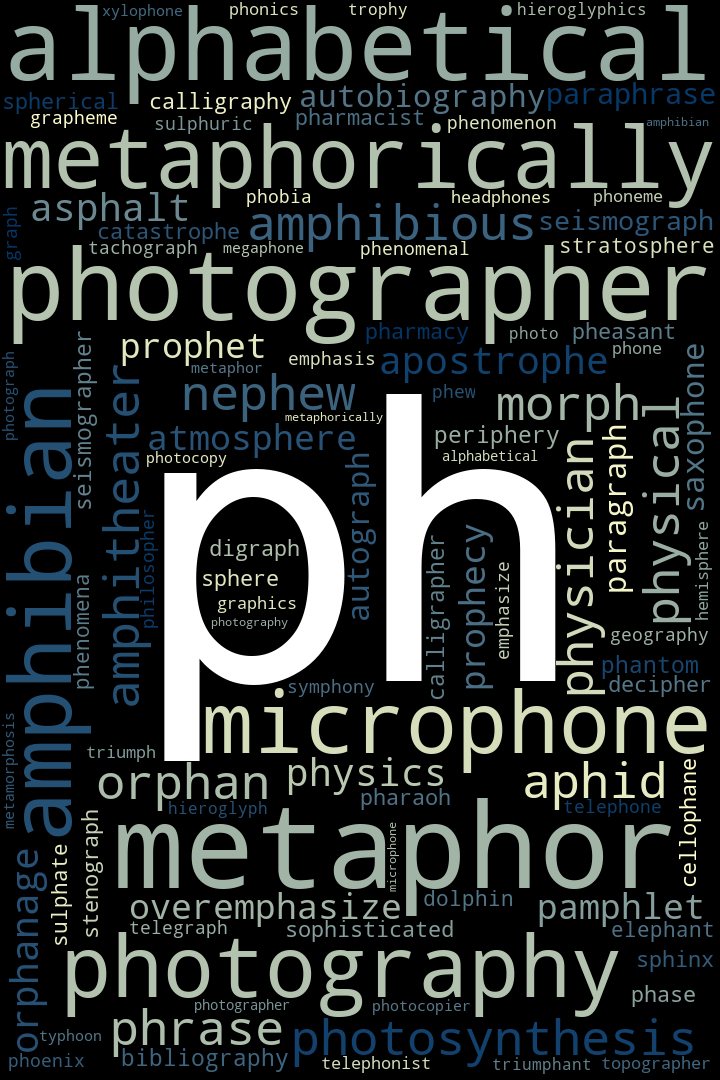 xylophone phonics trophy hieroglyphics
alphabetical
spherical calligraphy autobiography paraphrase
grapheme sulphuric pharmacist phenomenon amphibian
metaphorically
asphalt phobia headphones phoneme
graph catastrophe amphibious seismograph
tachograph megaphone phenomenal stratosphere
photographer
prophet pharmacy photo pheasant
photograph seismographer metaphor emphasis apostrophe phone
nephew phew morph saxophone
metaphorically
amphibian amphitheater atmosphere periphery physical
photocopy alphabetical
ph
autograph physician paragraph
philosopher digraph calligrapher prophecy hemisphere
sphere emphasize
phenomena graphics
photography geography
symphony phantom
decipher
microphone
metamorphosis triumph
orphan physics aphid cellophane
hieroglyph pharaoh telephone
metaphor
microphone
orphanage sulphate stenograph
overemphasize dolphin pamphlet
telegraph sophisticated elephant
photography sphinx
phase
photographer photocopier
typhoon phrase photosynthesis
phoenix bibliography telephonist triumphant topographer